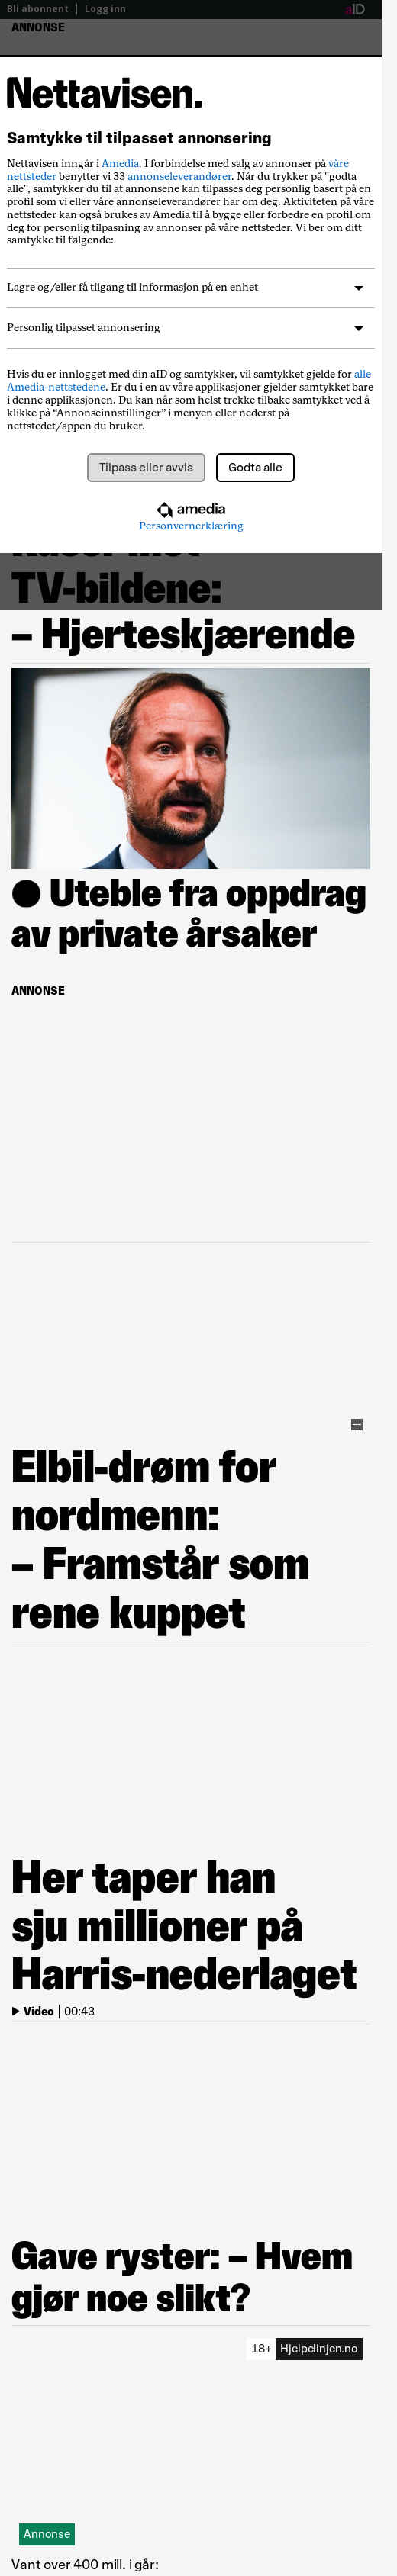 Bli abonnent | Logg inn
aID
ANNONSE
Nettavisen.
Samtykke til tilpasset annonsering
Nettavisen inngår i Amedia. I forbindelse med salg av annonser på våre
nettsteder benytter vi 33 annonseleverandører. Når du trykker på "godta
alle", samtykker du til at annonsene kan tilpasses deg personlig basert på en
profil som vi eller våre annonseleverandører har om deg. Aktiviteten på våre
nettsteder kan også brukes av Amedia til å bygge eller forbedre en profil om
deg for personlig tilpasning av annonser på våre nettsteder. Vi ber om ditt
samtykke til følgende:
Lagre og/eller få tilgang til informasjon på en enhet
Personlig tilpasset annonsering
Hvis du er innlogget med din aID og samtykker, vil samtykket gjelde for alle
Amedia-nettstedene. Er du i en av våre applikasjoner gjelder samtykket bare
i denne applikasjonen. Du kan når som helst trekke tilbake samtykket ved å
klikke på “Annonseinnstillinger” i menyen eller nederst på
nettstedet/appen du bruker.
Tilpass eller avvis
Godta alle
amedia
Personvernerklæring
TV-bildene:
– Hjerteskjærende
● Uteble fra oppdrag
av private årsaker
ANNONSE
Elbil-drøm for
nordmenn:
– Framstår som
rene kuppet
Her taper han
sju millioner på
Harris-nederlaget
Video | 00:43
Gave ryster: – Hvem
gjør noe slikt?
18+ Hjelpelinjen.no
Annonse
Vant over 400 mill. i går: